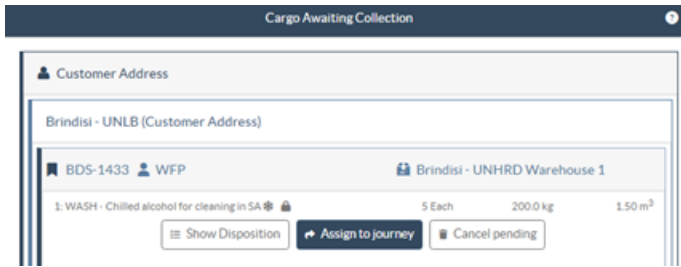 Cargo Awaiting Collection ?
Customer Address
Brindisi - UNLB (Customer Address)
BDS-1433 WFP Brindisi - UNHRD Warehouse 1
1: WASH - Chilled alcohol for cleaning in SA 5 Each 200.0 kg 1.50 m³
Show Disposition Assign to journey Cancel pending